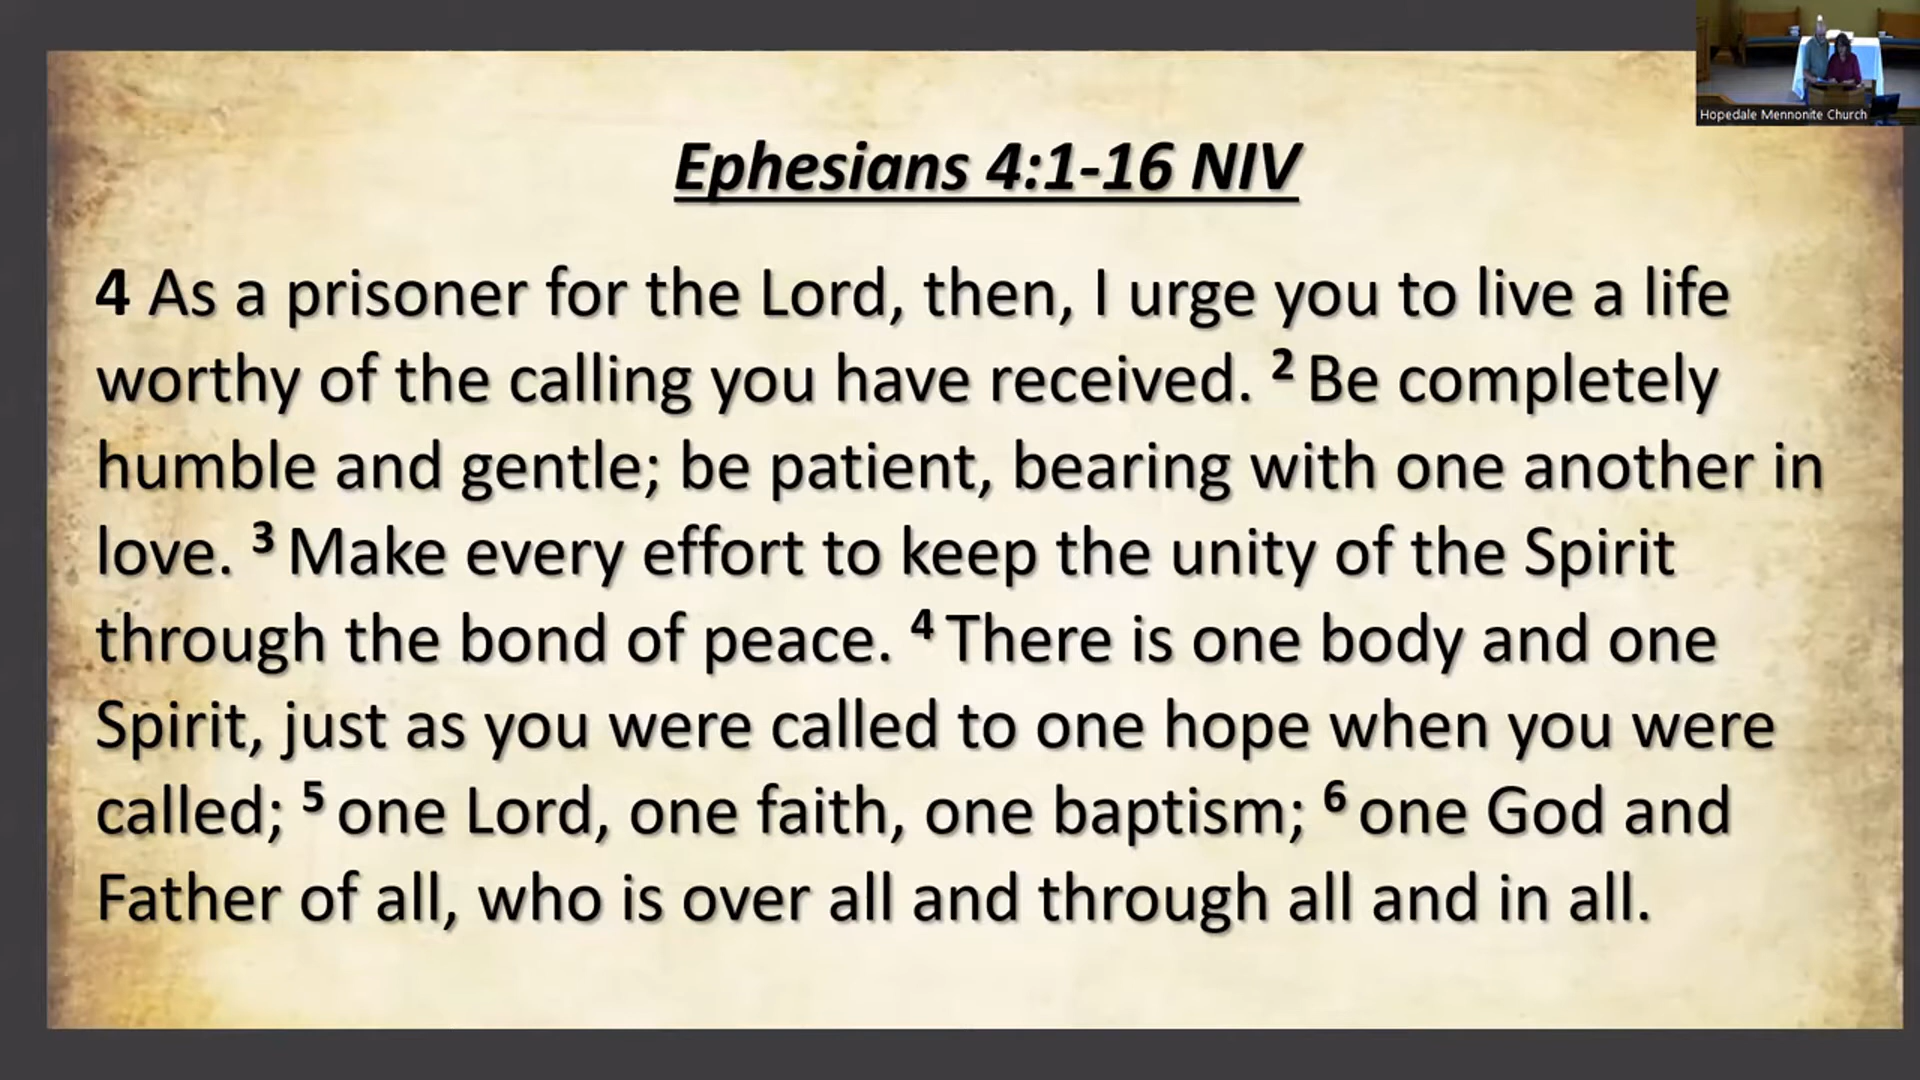 Hopedale Mennonite Church
Ephesians 4:1-16 NIV
4 As a prisoner for the Lord, then, I urge you to live a life
worthy of the calling you have received. 2 Be completely
humble and gentle; be patient, bearing with one another in
love. 3 Make every effort to keep the unity of the Spirit
through the bond of peace. 4 There is one body and one
Spirit, just as you were called to one hope when you were
called; 5 one Lord, one faith, one baptism; 6 one God and
Father of all, who is over all and through all and in all.